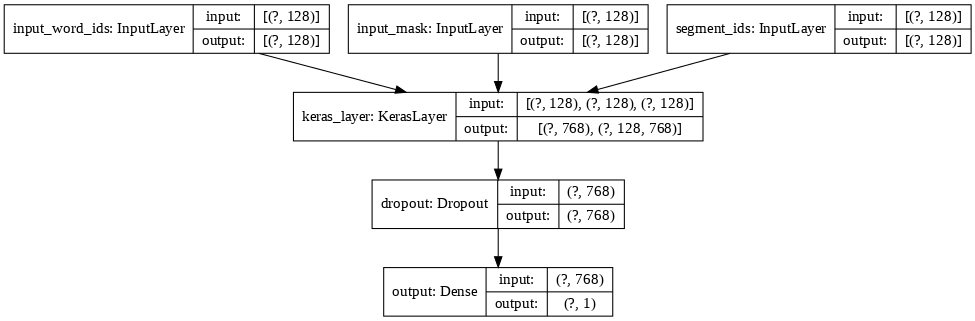 input_word_ids: InputLayer
input: [(?, 128)]
output: [(?, 128)]
input_mask: InputLayer
input: [(?, 128)]
output: [(?, 128)]
segment_ids: InputLayer
input: [(?, 128)]
output: [(?, 128)]
keras_layer: KerasLayer
input: [(?, 128), (?, 128), (?, 128)]
output: [(?, 768), (?, 128, 768)]
dropout: Dropout
input: (?, 768)
output: (?, 768)
output: Dense
input: (?, 768)
output: (?, 1)